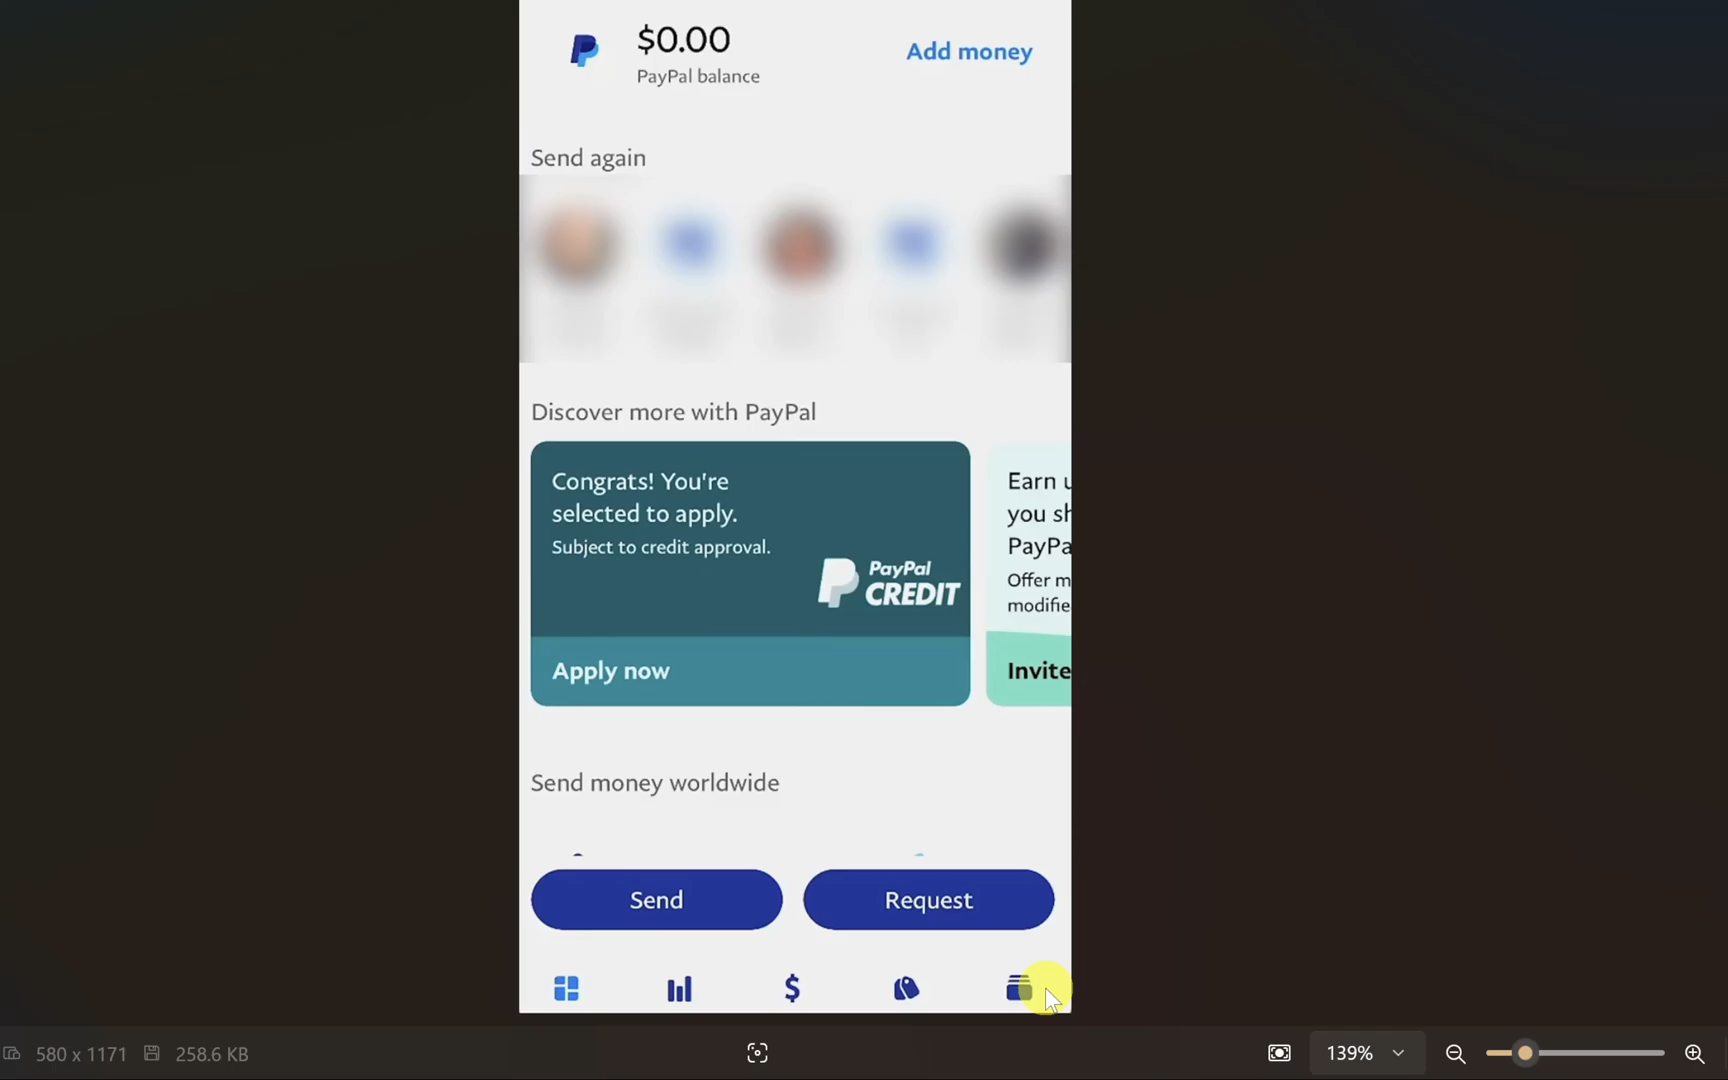 $0.00
PayPal balance
Add money
Send again
Discover more with PayPal
Congrats! You're
selected to apply.
Subject to credit approval.
PayPal
CREDIT
Apply now
Earn u
you sh
PayPa
Offer m
modifie
Invite
Send money worldwide
Send
Request
580 x 1171
258.6 KB
139%